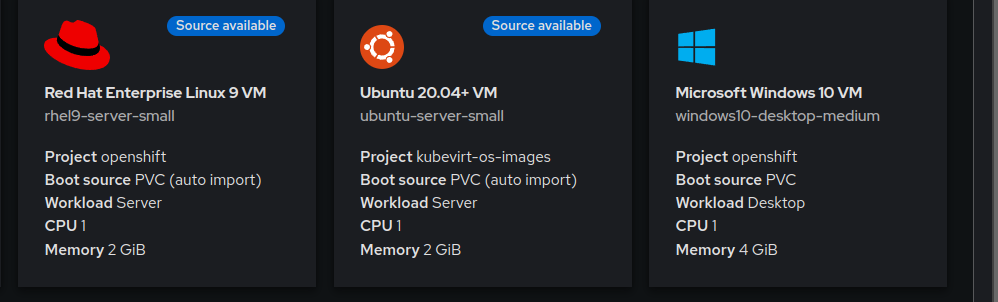 Source available
Red Hat Enterprise Linux 9 VM
rhel9-server-small
Project openshift
Boot source PVC (auto import)
Workload Server
CPU 1
Memory 2 GiB
Source available
Ubuntu 20.04+ VM
ubuntu-server-small
Project kubevirt-os-images
Boot source PVC (auto import)
Workload Server
CPU 1
Memory 2 GiB
Microsoft Windows 10 VM
windows10-desktop-medium
Project openshift
Boot source PVC
Workload Desktop
CPU 1
Memory 4 GiB